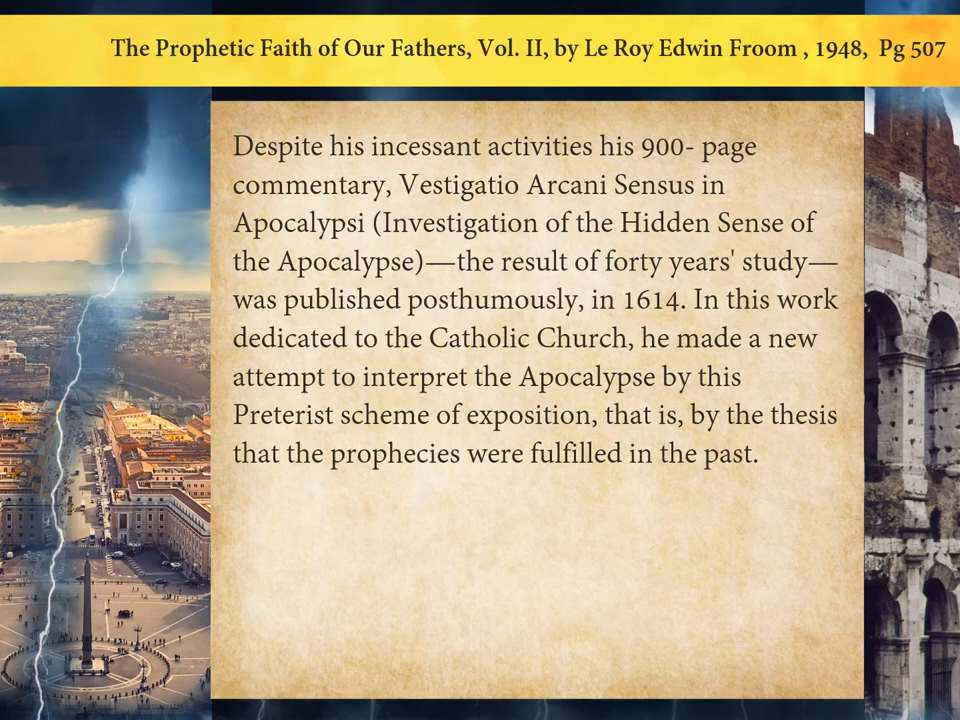 The Prophetic Faith of Our Fathers, Vol. II, by Le Roy Edwin Froom , 1948,  Pg 507
Despite his incessant activities his 900- page
commentary, Vestigatio Arcani Sensus in
Apocalypsi (Investigation of the Hidden Sense of
the Apocalypse)—the result of forty years' study—
was published posthumously, in 1614. In this work
dedicated to the Catholic Church, he made a new
attempt to interpret the Apocalypse by this
Preterist scheme of exposition, that is, by the thesis
that the prophecies were fulfilled in the past.